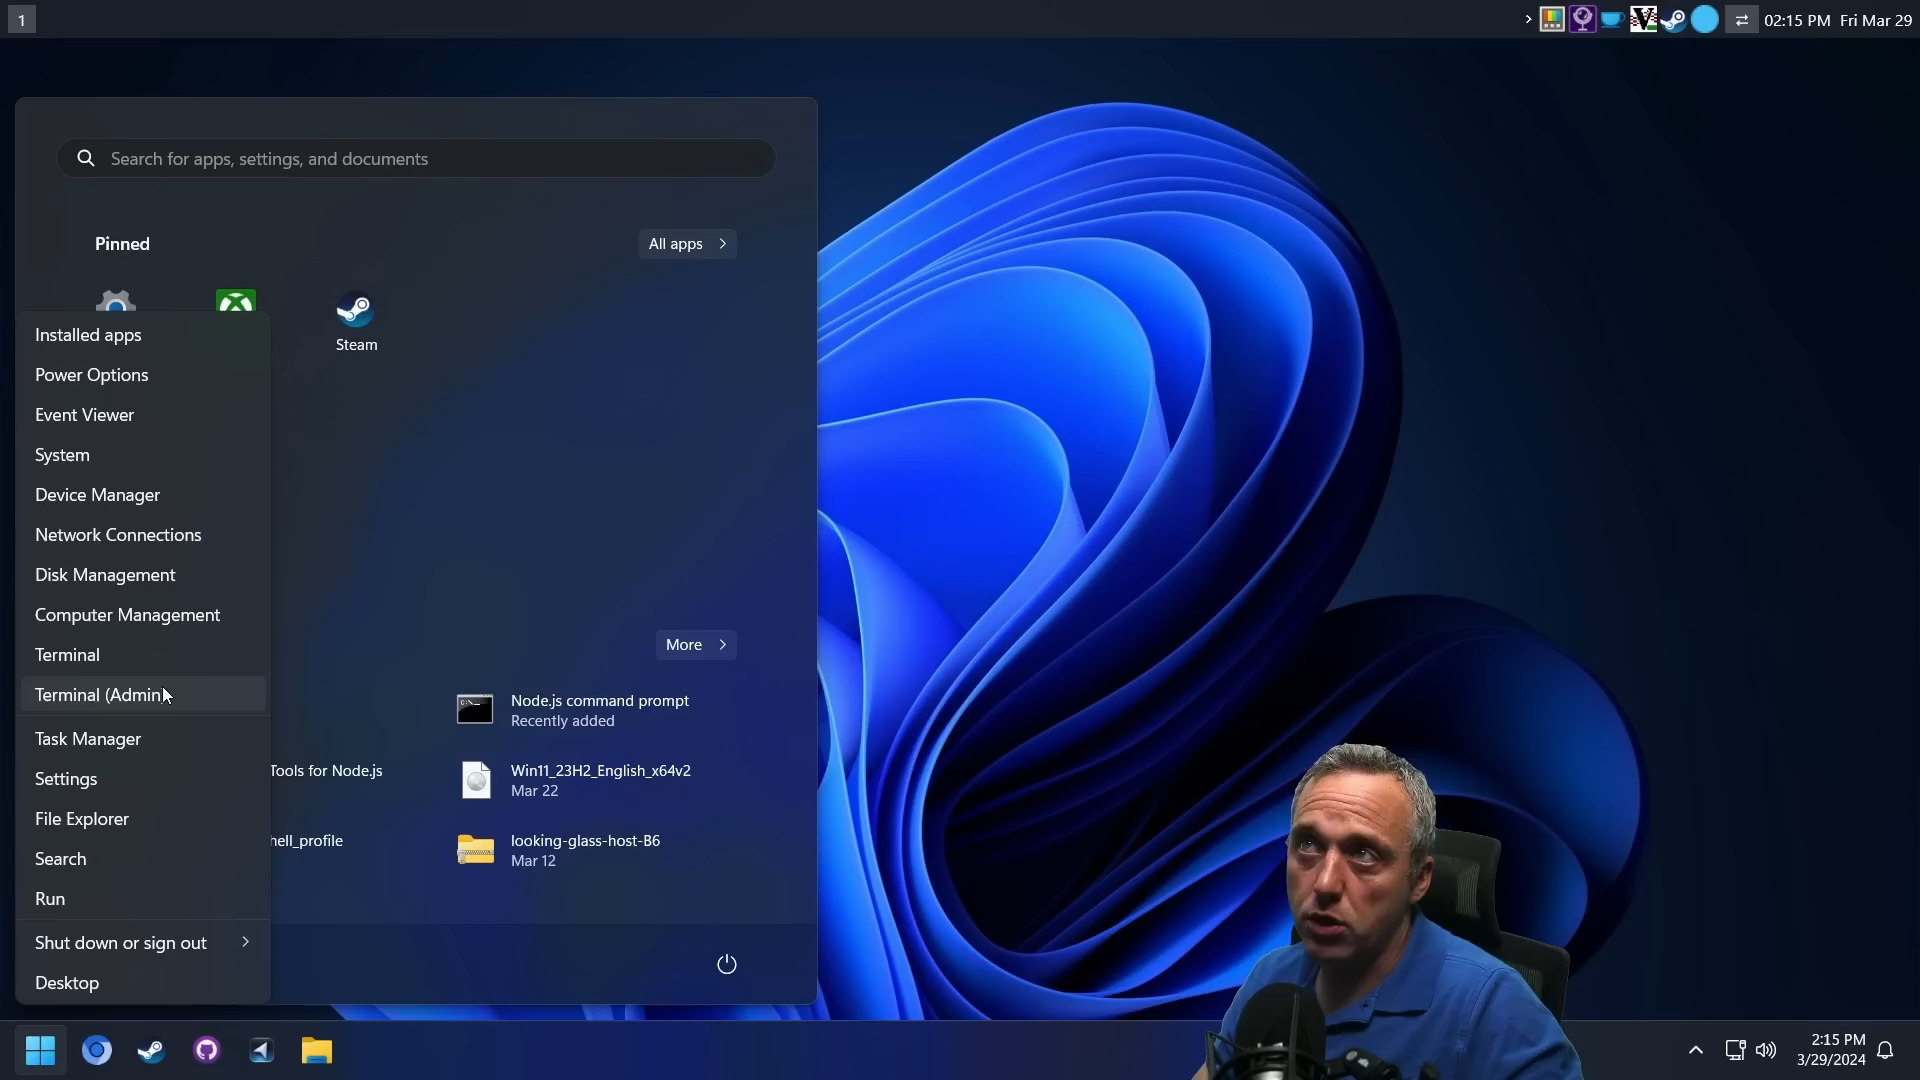 1
02:15 PM Fri Mar 29
Search for apps, settings, and documents
Pinned
All apps
Steam
Installed apps
Power Options
Event Viewer
System
Device Manager
Network Connections
Disk Management
Computer Management
Terminal
Terminal (Admin
Task Manager
Settings
File Explorer
Search
Run
Shut down or sign out
Desktop
More
Node.js command prompt
Recently added
Tools for Node.js
Win11_23H2_English_x64v2
Mar 22
hell_profile
looking-glass-host-B6
Mar 12
2:15 PM
3/29/2024